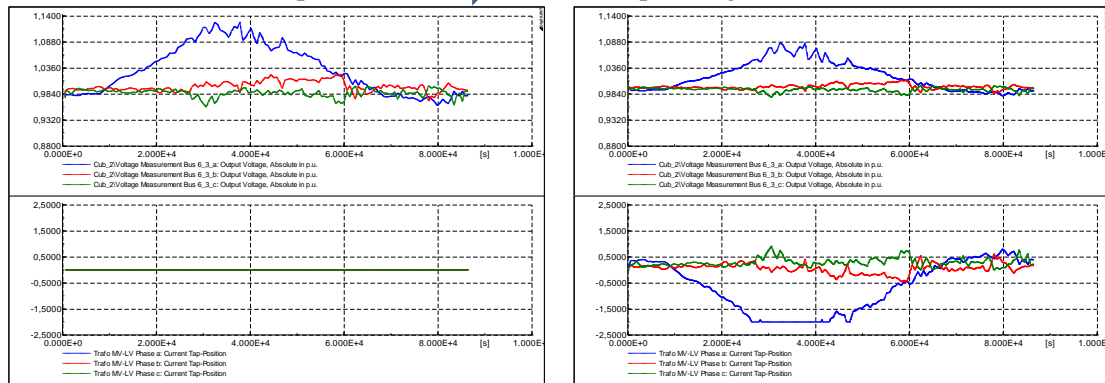 1,1400
1,0880
1,0360
0,9840
0,9320
0,8800
0.000E+0 2.000E+4 4.000E+4 6.000E+4 8.000E+4 [s] 1.000E+
Cub_2\Voltage Measurement Bus 6_3_a: Output Voltage, Absolute in p.u.
Cub_2\Voltage Measurement Bus 6_3_b: Output Voltage, Absolute in p.u.
Cub_2\Voltage Measurement Bus 6_3_c: Output Voltage, Absolute in p.u.
2,5000
1,5000
0,5000
-0,5000
-1,5000
-2,5000
0.000E+0 2.000E+4 4.000E+4 6.000E+4 8.000E+4 [s] 1.000E+
Trafo MV-LV Phase a: Current Tap-Position
Trafo MV-LV Phase b: Current Tap-Position
Trafo MV-LV Phase c: Current Tap-Position
1,1400
1,0880
1,0360
0,9840
0,9320
0,8800
0.000E+0 2.000E+4 4.000E+4 6.000E+4 8.000E+4 [s] 1.000
Cub_2\Voltage Measurement Bus 6_3_a: Output Voltage, Absolute in p.u.
Cub_2\Voltage Measurement Bus 6_3_b: Output Voltage, Absolute in p.u.
Cub_2\Voltage Measurement Bus 6_3_c: Output Voltage, Absolute in p.u.
2,5000
1,5000
0,5000
-0,5000
-1,5000
-2,5000
0.000E+0 2.000E+4 4.000E+4 6.000E+4 8.000E+4 [s] 1.000
Trafo MV-LV Phase a: Current Tap-Position
Trafo MV-LV Phase b: Current Tap-Position
Trafo MV-LV Phase c: Current Tap-Position